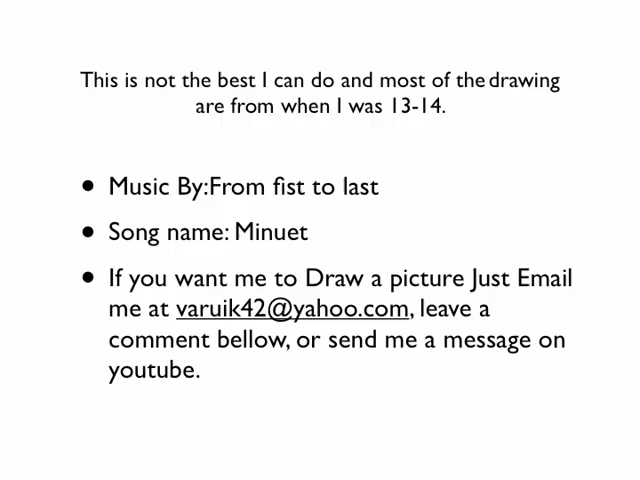 This is not the best I can do and most of the drawing
are from when I was 13-14.
• Music By:From fist to last
• Song name: Minuet
• If you want me to Draw a picture Just Email
me at varuik42@yahoo.com, leave a
comment bellow, or send me a message on
youtube.